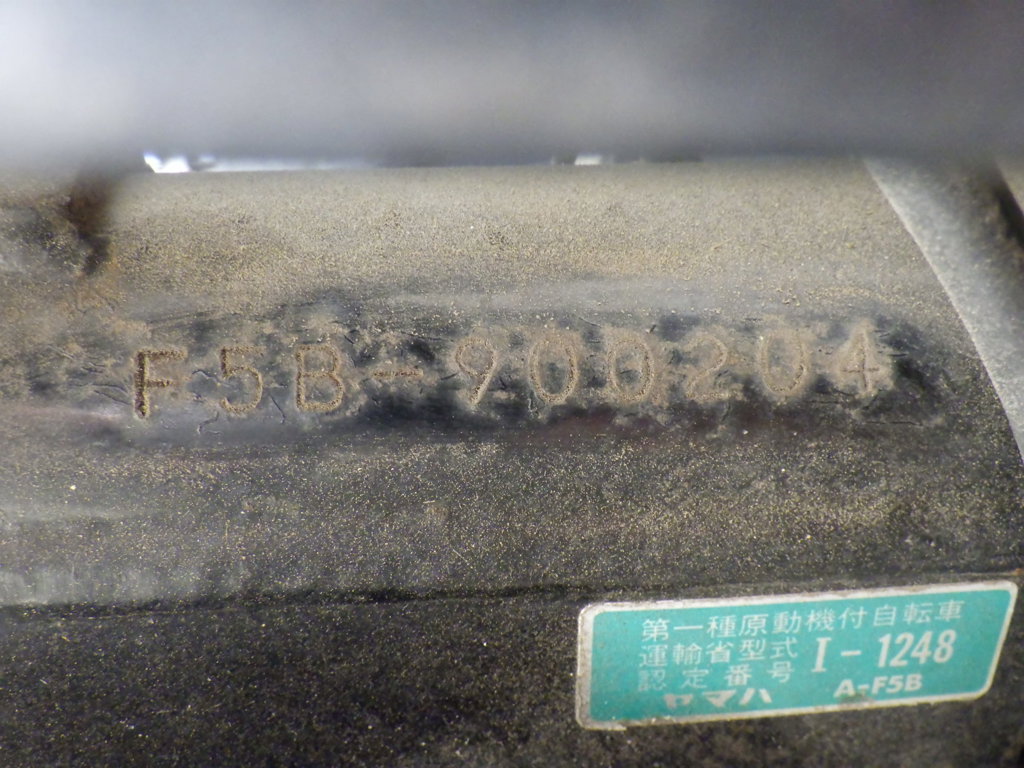 F5B-900204
第一種原動機付自転車
運輸省型式
認定番号 I-1248
ヤマハ A-F5B